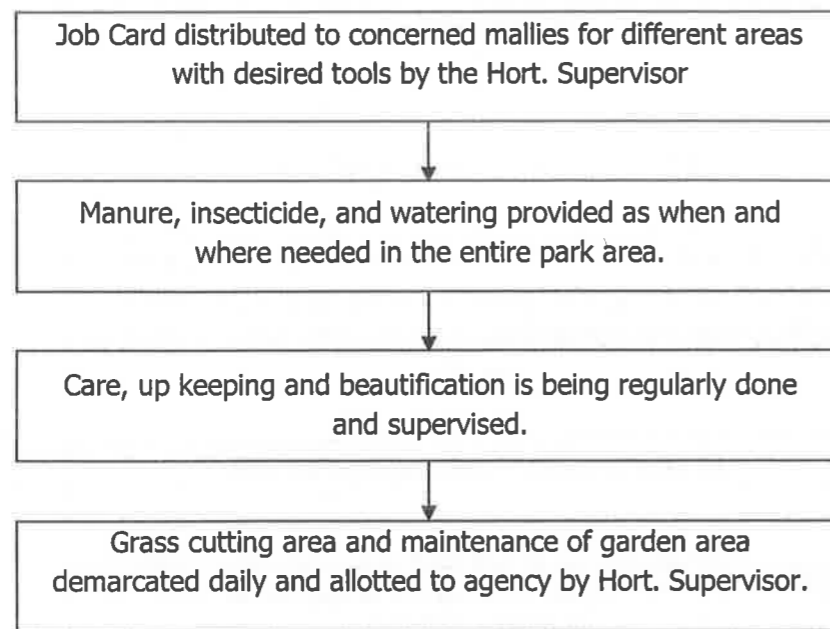 Job Card distributed to concerned mallies for different areas
with desired tools by the Hort. Supervisor
Manure, insecticide, and watering provided as when and
where needed in the entire park area.
Care, up keeping and beautification is being regularly done
and supervised.
Grass cutting area and maintenance of garden area
demarcated daily and allotted to agency by Hort. Supervisor.